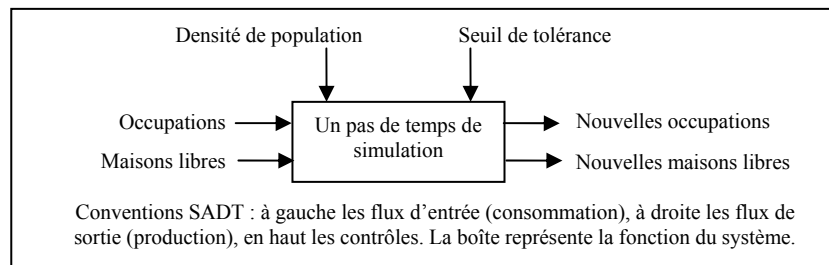 Densité de population
Seuil de tolérance
Occupations
Maisons libres
Un pas de temps de
simulation
Nouvelles occupations
Nouvelles maisons libres
Conventions SADT : à gauche les flux d’entrée (consommation), à droite les flux de
sortie (production), en haut les contrôles. La boîte représente la fonction du système.